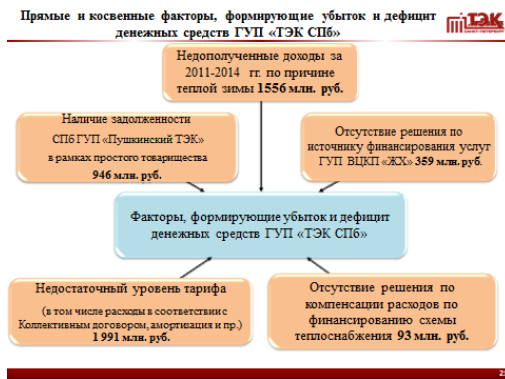 Прямые и косвенные факторы, формирующие убыток и дефицит
денежных средств ГУП «ТЭК СПб»
ТЭК
САНКТ-ПЕТЕРБУРГ
Недополученные доходы за
2011-2014 гг. по причине
теплой зимы 1556 млн. руб.
Наличие задолженности
СПб ГУП «Пушкинский ТЭК»
в рамках простого товарищества
946 млн. руб.
Отсутствие решения по
источнику финансирования услуг
ГУП ВЦКП «ЖХ» 359 млн. руб.
Факторы, формирующие убыток и дефицит
денежных средств ГУП «ТЭК СПб»
Недостаточный уровень тарифа
(в том числе расходы в соответствии с
Коллективным договором, амортизация и пр.)
1 991 млн. руб.
Отсутствие решения по
компенсации расходов по
финансированию схемы
теплоснабжения 93 млн. руб.